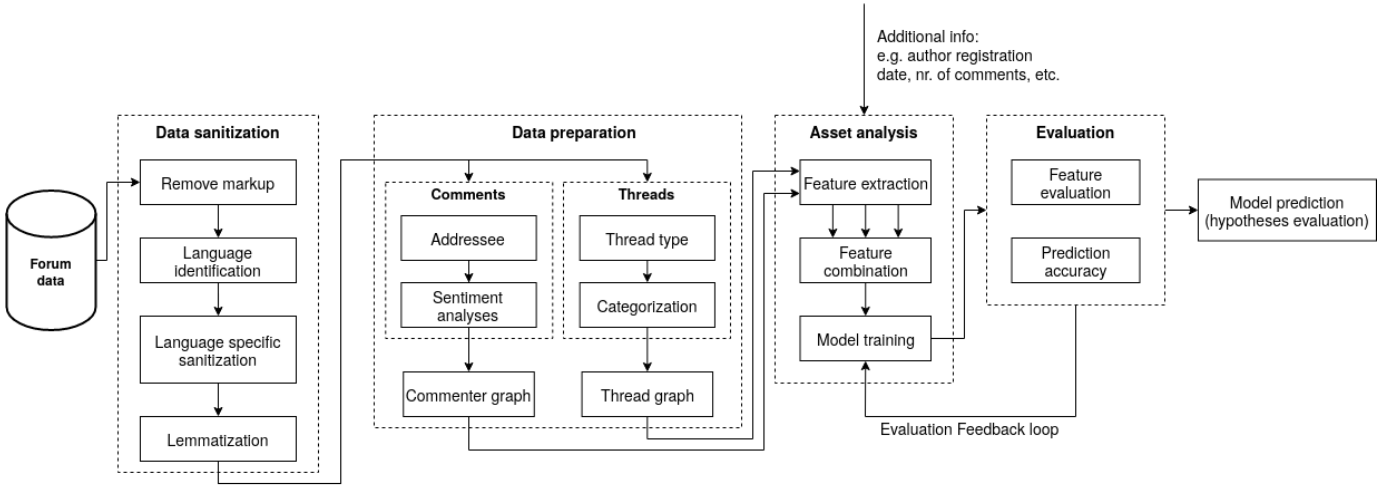 Additional info:
e.g. author registration
date, nr. of comments, etc.
Forum
data
Data sanitization
Remove markup
Language
identification
Language specific
sanitization
Lemmatization
Data preparation
Comments
Addressee
Sentiment
analyses
Commenter graph
Threads
Thread type
Categorization
Thread graph
Asset analysis
Feature extraction
Feature
combination
Model training
Evaluation
Feature
evaluation
Prediction
accuracy
Evaluation Feedback loop
Model prediction
(hypotheses evaluation)